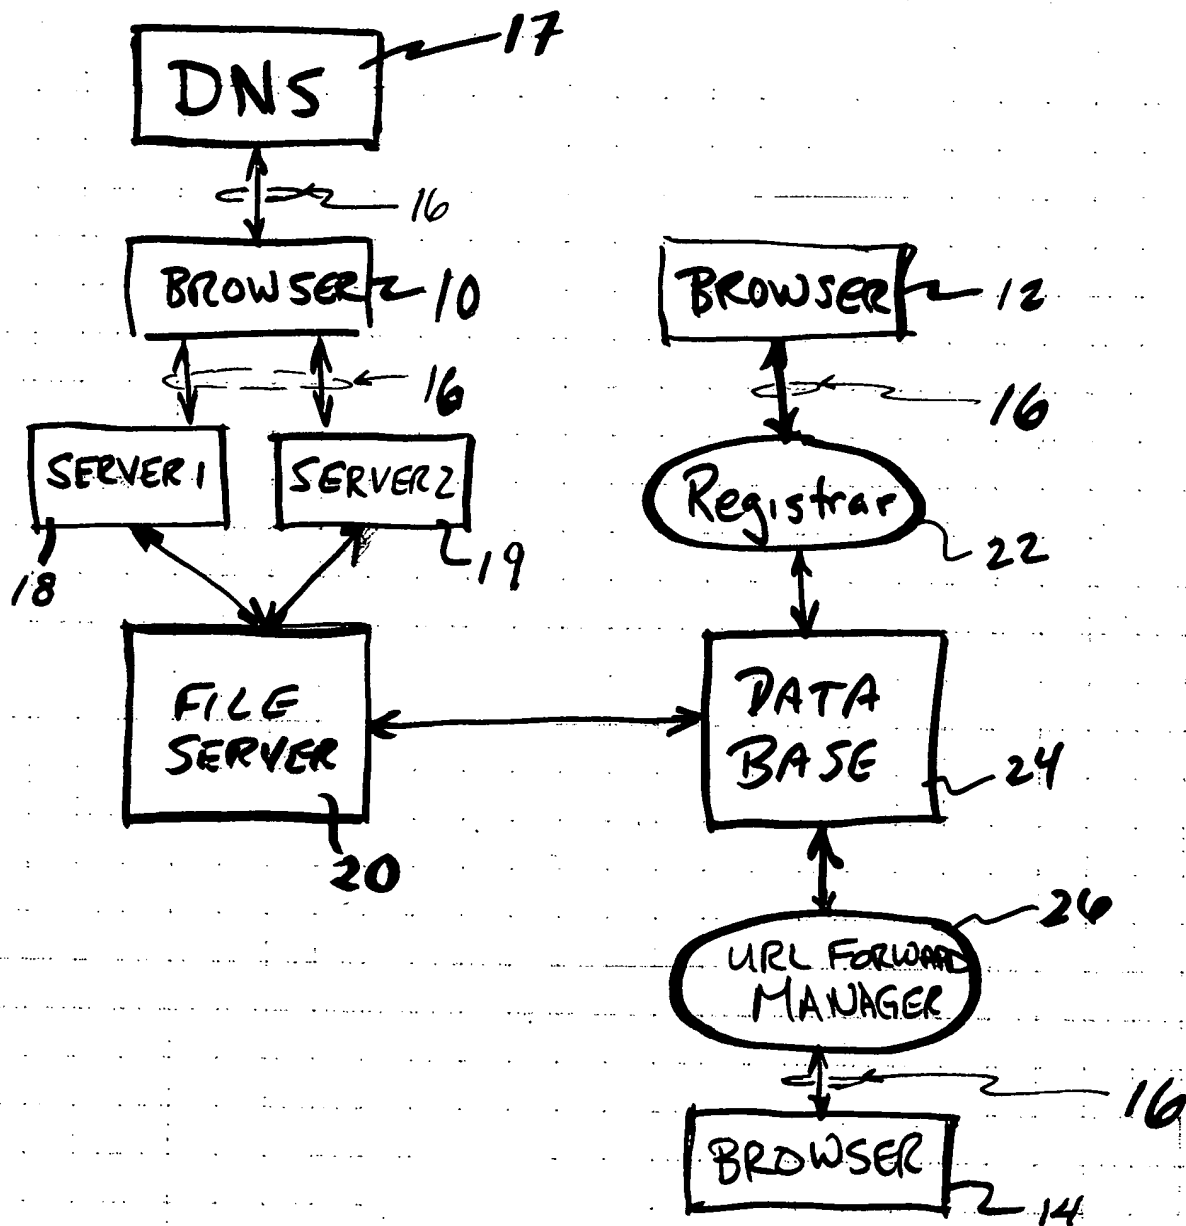 17
DNS
16
BROWSER
10
BROWSER
12
16
16
SERVER 1
SERVER 2
Registrar
18
19
22
FILE
SERVER
20
DATA
BASE
24
26
URL FORWARD
MANAGER
16
BROWSER
14